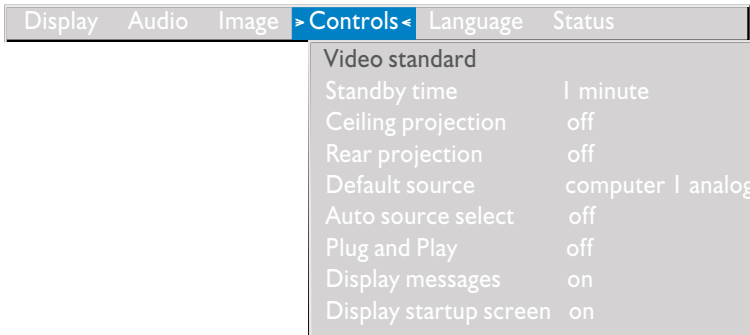 Display Audio Image > Controls < Language Status
Video standard
Standby time 1 minute
Ceiling projection off
Rear projection off
Default source computer 1 analog
Auto source select off
Plug and Play off
Display messages on
Display startup screen on